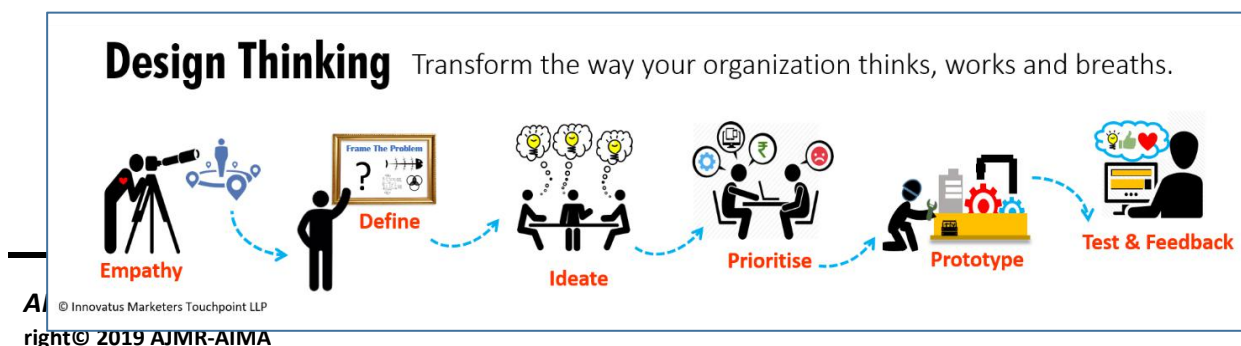 Design Thinking Transform the way your organization thinks, works and breaths.
Frame The Problem
?
₹
Define
Empathy
Ideate
Prioritise
Prototype
Test & Feedback
© Innovatus Marketers Touchpoint LLP
right© 2019 AJMR-AIMA